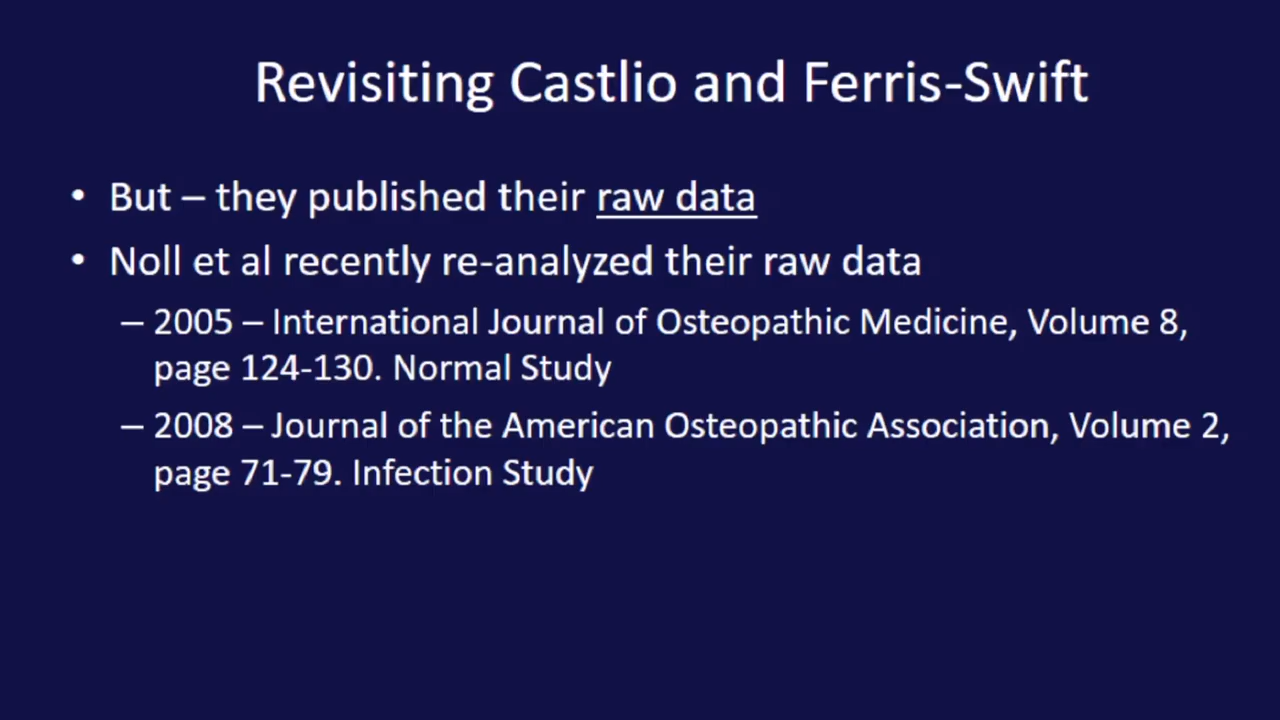 Revisiting Castlio and Ferris-Swift
• But – they published their raw data
• Noll et al recently re-analyzed their raw data
– 2005 – International Journal of Osteopathic Medicine, Volume 8,
page 124-130. Normal Study
– 2008 – Journal of the American Osteopathic Association, Volume 2,
page 71-79. Infection Study